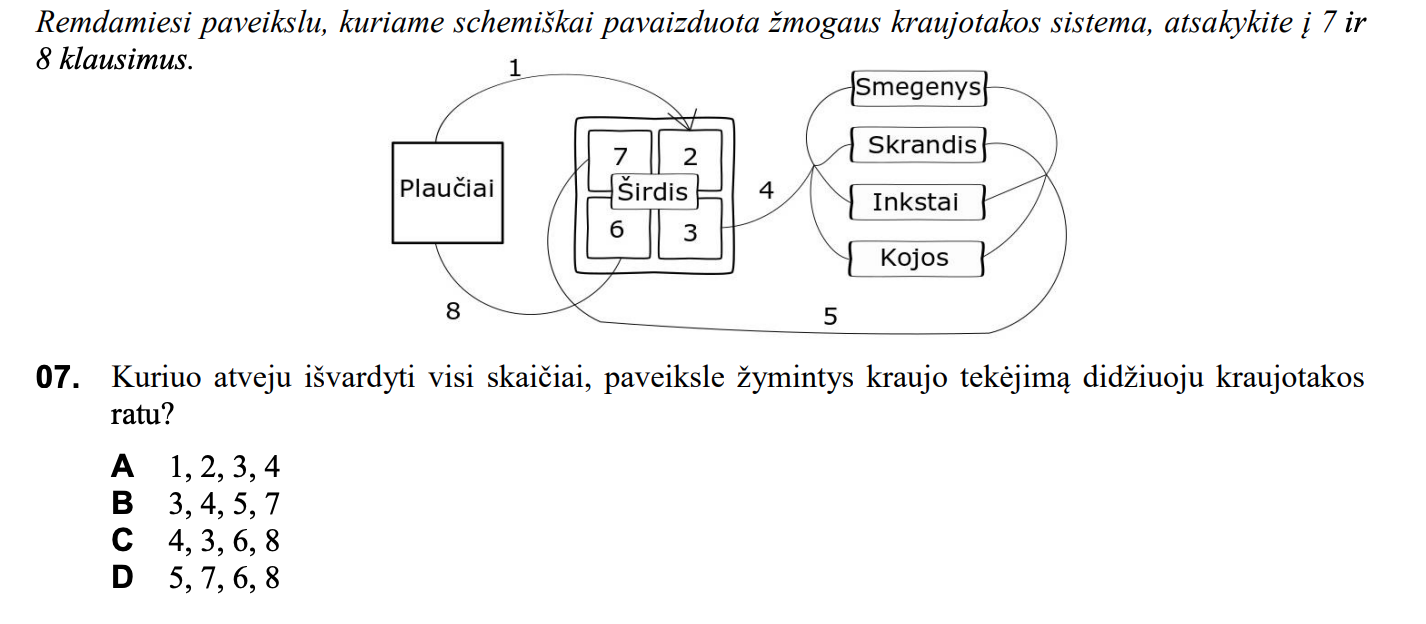 Remdamiesi paveikslu, kuriame schemiškai pavaizduota žmogaus kraujotakos sistema, atsakykite į 7 ir
8 klausimus.
1
Smegenys
7
2
Skrandis
Plaučiai
Širdis
4
Inkstai
6
3
Kojos
8
5
07. Kuriuo atveju išvardyti visi skaičiai, paveiksle žymintys kraujo tekėjimą didžiuoju kraujotakos
ratu?
A 1, 2, 3, 4
B 3, 4, 5, 7
C 4, 3, 6, 8
D 5, 7, 6, 8